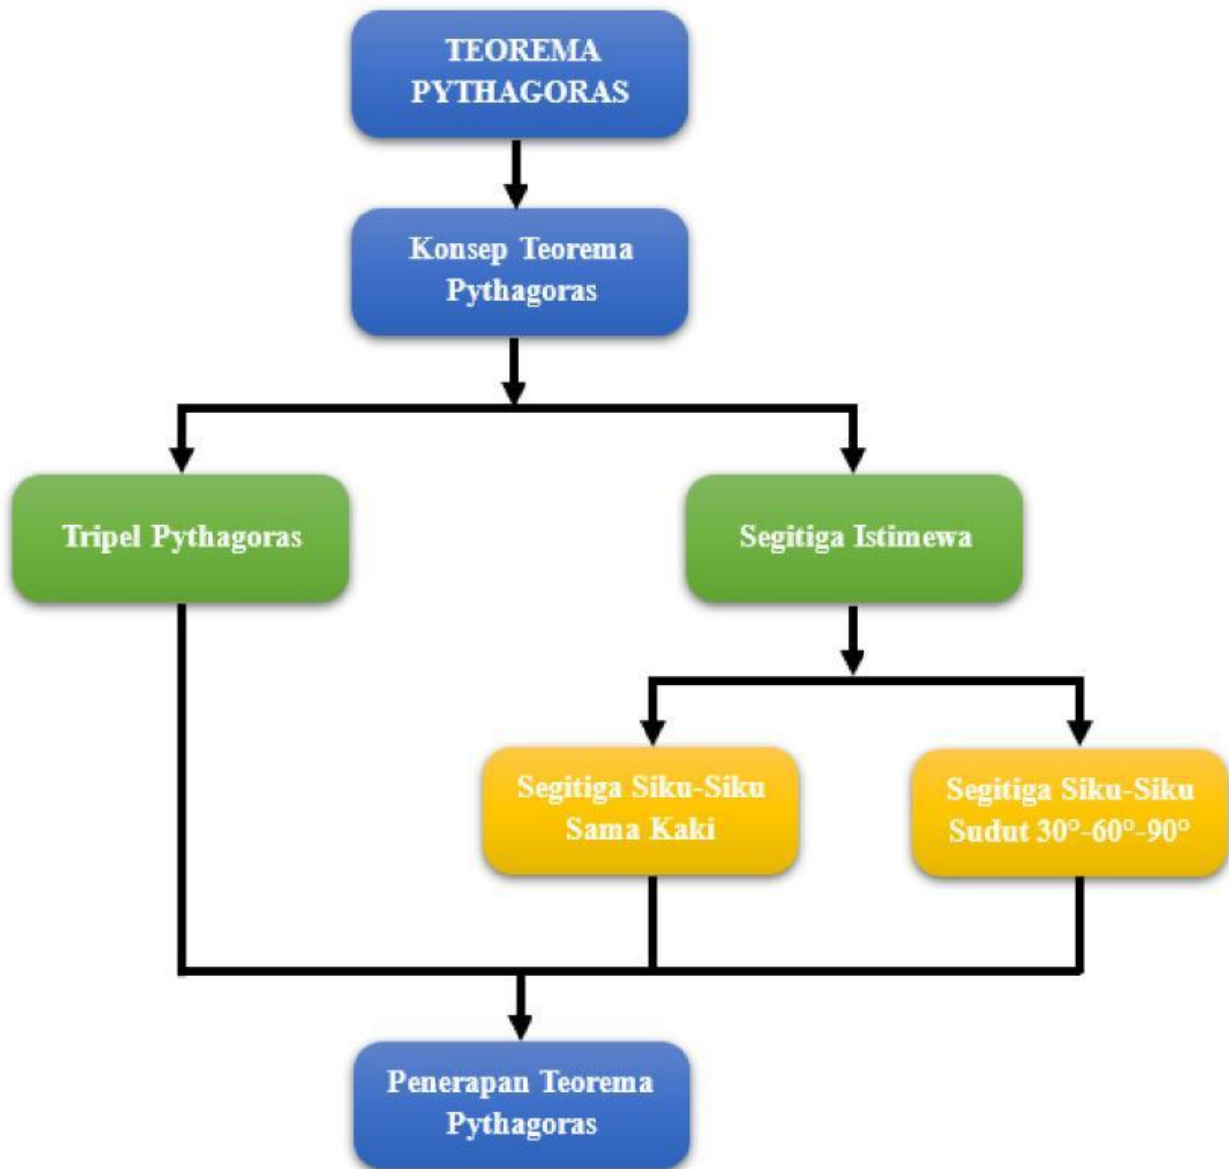 TEOREMA
PYTHAGORAS
Konsep Teorema
Pythagoras
Tripel Pythagoras
Segitiga Istimewa
Segitiga Siku-Siku
Sama Kaki
Segitiga Siku-Siku
Sudut 30°-60°-90°
Penerapan Teorema
Pythagoras